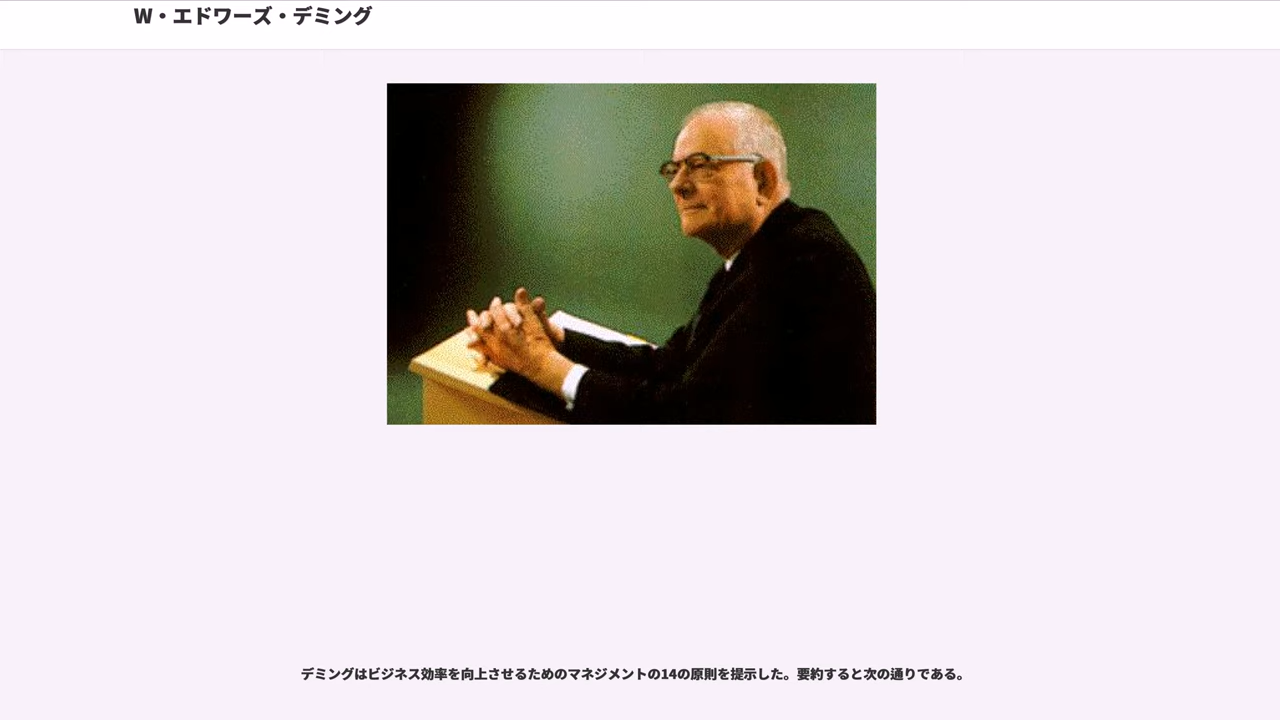 W・エドワーズ・デミング
デミングはビジネス効率を向上させるためのマネジメントの14の原則を提示した。要約すると次の通りである。